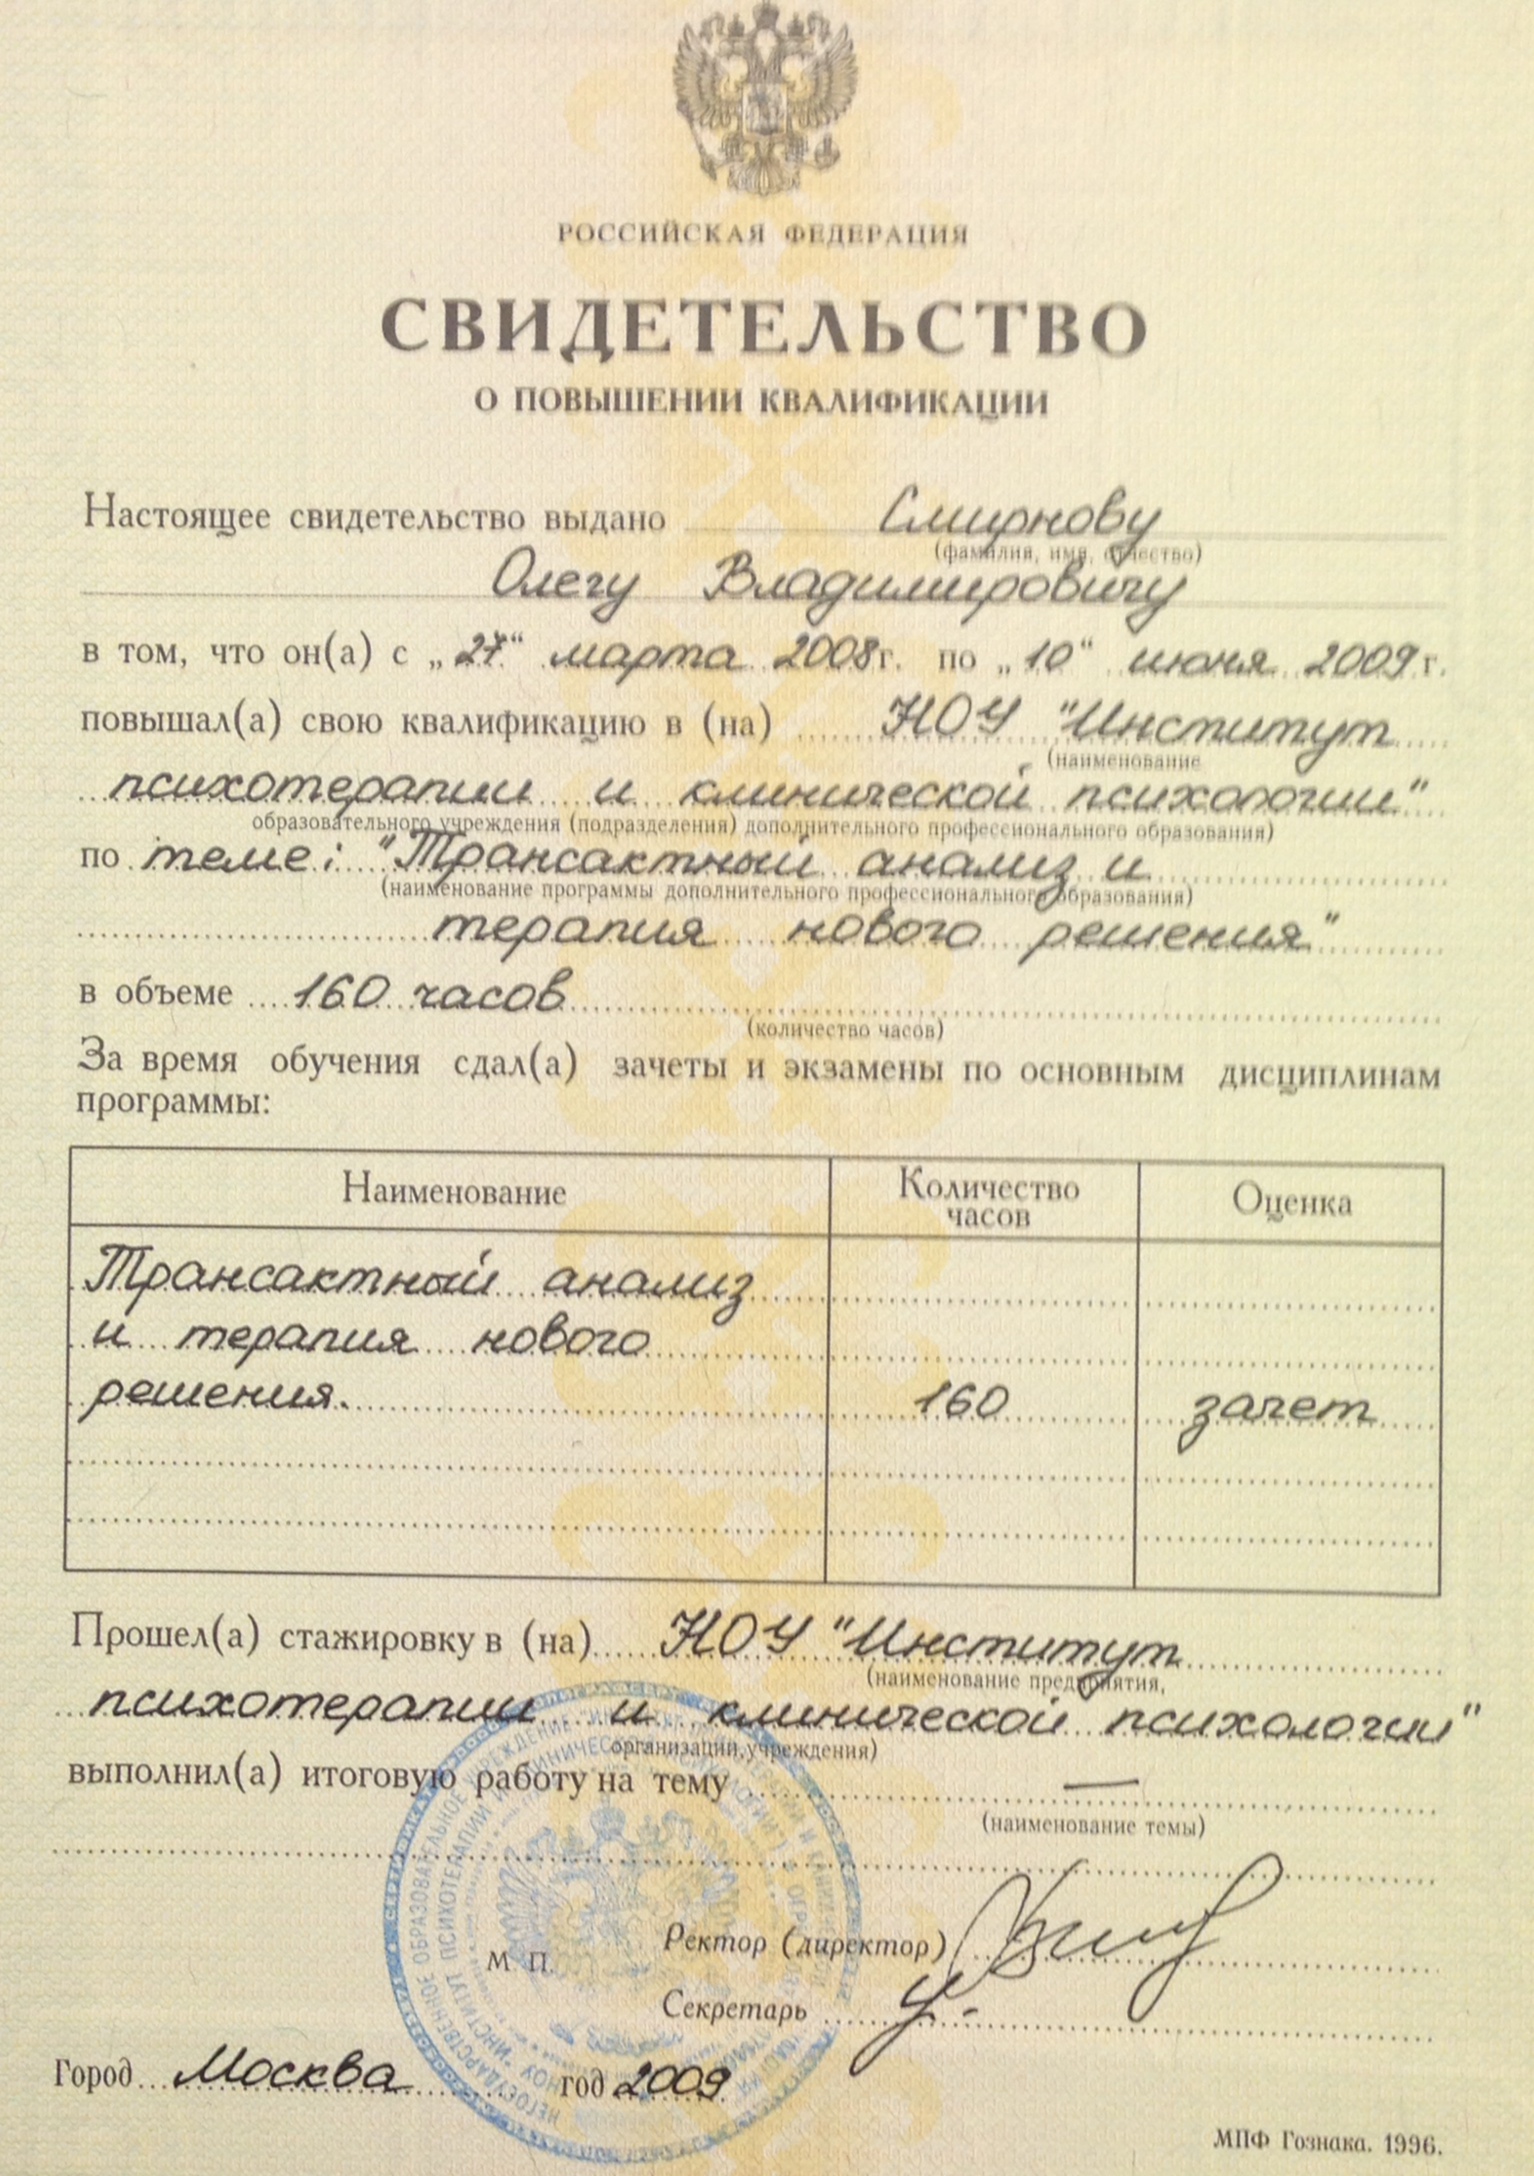 РОССИЙСКАЯ ФЕДЕРАЦИЯ
СВИДЕТЕЛЬСТВО
О ПОВЫШЕНИИ КВАЛИФИКАЦИИ
Настоящее свидетельство выдано Смирнову
(фамилия, имя, отчество)
Олегу Владимировичу
в том, что он(а) с „27“ марта 2008г. по „10“ июня 2009 г.
повышал(а) свою квалификацию в (на) НОУ "Институт
(наименование
психотерапии и клинической психологии"
образовательного учреждения (подразделения) дополнительного профессионального образования)
по теме: "Трансактный анализ и
(наименование программы дополнительного профессионального образования)
терапия нового решения"
в объеме 160 часов
(количество часов)
За время обучения сдал(а) зачеты и экзамены по основным дисциплинам
программы:
Наименование Количество часов Оценка
Трансактный анализ
и терапия нового
решения. 160 зачет
Прошел(а) стажировку в (на) НОУ "Институт
(наименование предприятия,
психотерапии и клинической психологии"
организации, учреждения)
выполнил(а) итоговую работу на тему —
(наименование темы)
Ректор (директор)
М. П.
Секретарь
Город Москва год 2009
НЕГОСУДАРСТВЕННОЕ ОБРАЗОВАТЕЛЬНОЕ УЧРЕЖДЕНИЕ
МПФ Гознака. 1996.